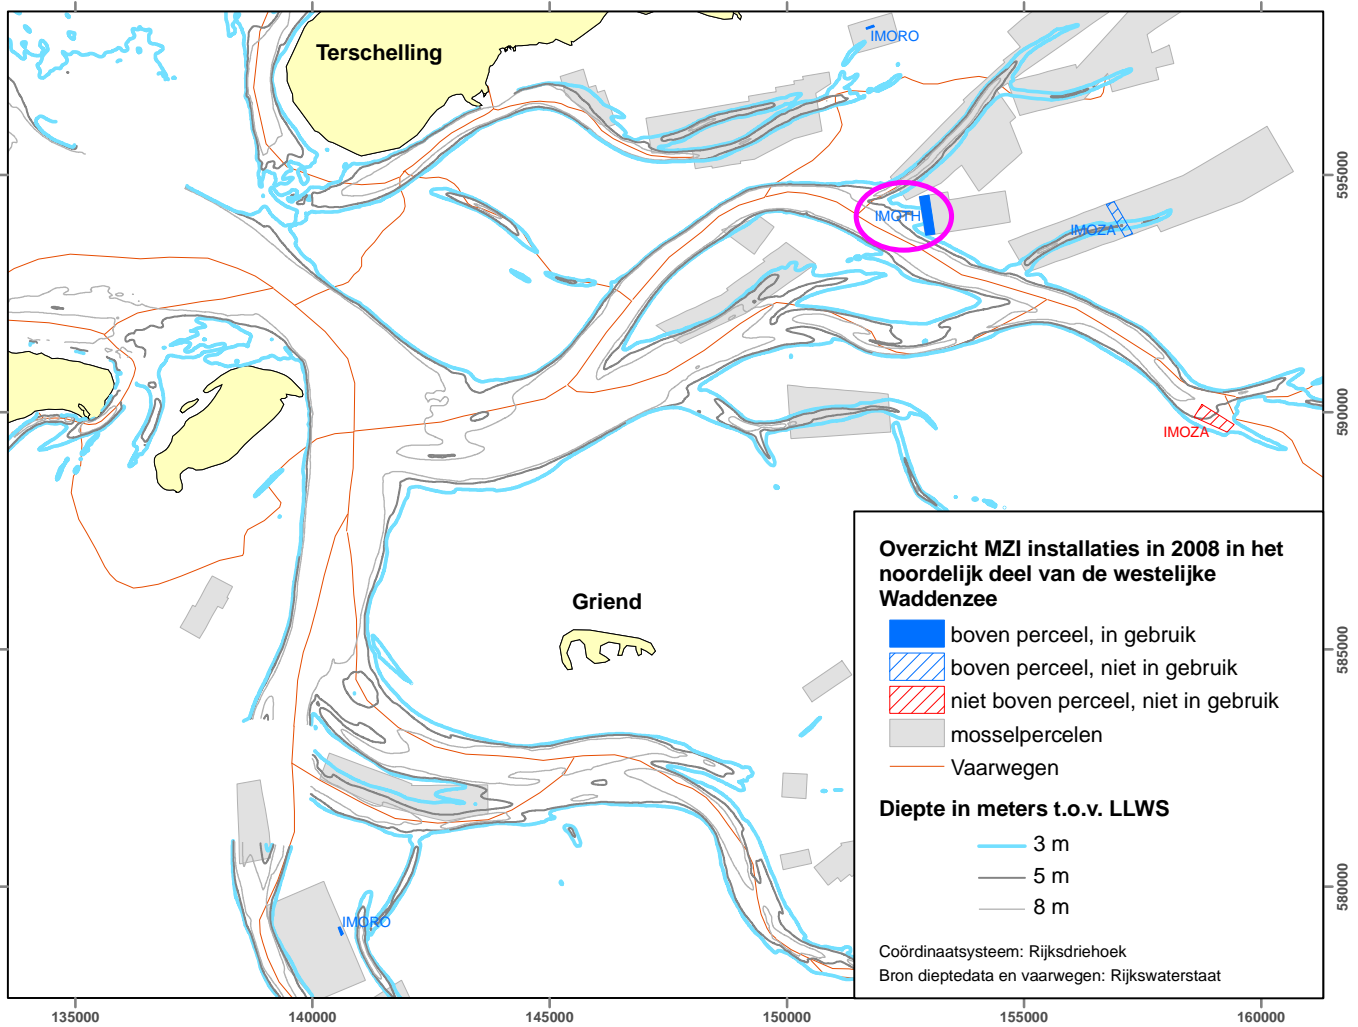 Terschelling
IMORO
IMOTH
IMOZA
IMOZA
Griend
IMORO
Overzicht MZI installaties in 2008 in het
noordelijk deel van de westelijke
Waddenzee
boven perceel, in gebruik
boven perceel, niet in gebruik
niet boven perceel, niet in gebruik
mosselpercelen
Vaarwegen
Diepte in meters t.o.v. LLWS
3 m
5 m
8 m
Coördinaatsysteem: Rijksdriehoek
Bron dieptedata en vaarwegen: Rijkswaterstaat
595000
590000
585000
580000
135000
140000
145000
150000
155000
160000